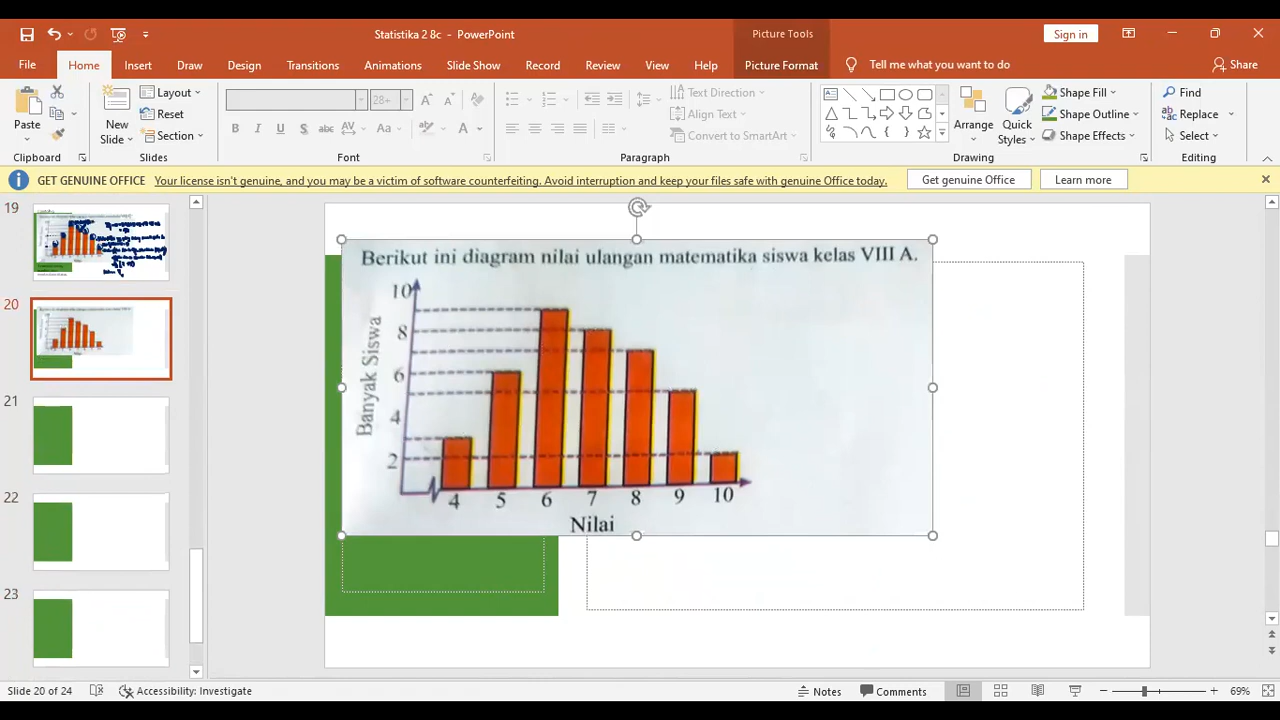 Statistika 2 8c - PowerPoint
Picture Tools
Sign in
File
Home
Insert
Draw
Design
Transitions
Animations
Slide Show
Record
Review
View
Help
Picture Format
Tell me what you want to do
Share
Paste
New
Slide
Layout
Reset
Section
28+
Text Direction
Align Text
Convert to SmartArt
Arrange
Quick
Styles
Shape Fill
Shape Outline
Shape Effects
Find
Replace
Select
Clipboard
Slides
Font
Paragraph
Drawing
Editing
GET GENUINE OFFICE
Your license isn't genuine, and you may be a victim of software counterfeiting. Avoid interruption and keep your files safe with genuine Office today.
Get genuine Office
Learn more
19
20
21
22
23
Berikut ini diagram nilai ulangan matematika siswa kelas VIII A.
Banyak Siswa
10
8
6
4
2
4 5 6 7 8 9 10
Nilai
Slide 20 of 24
Accessibility: Investigate
Notes
Comments
69%